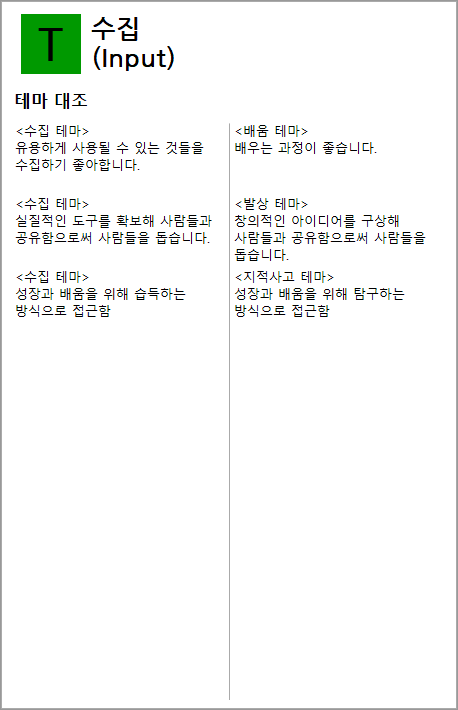 T
수집
(Input)
테마 대조
<수집 테마>
유용하게 사용될 수 있는 것들을
수집하기 좋아합니다.
<배움 테마>
배우는 과정이 좋습니다.
<수집 테마>
실질적인 도구를 확보해 사람들과
공유함으로써 사람들을 돕습니다.
<발상 테마>
창의적인 아이디어를 구상해
사람들과 공유함으로써 사람들을
돕습니다.
<수집 테마>
성장과 배움을 위해 습득하는
방식으로 접근함
<지적사고 테마>
성장과 배움을 위해 탐구하는
방식으로 접근함